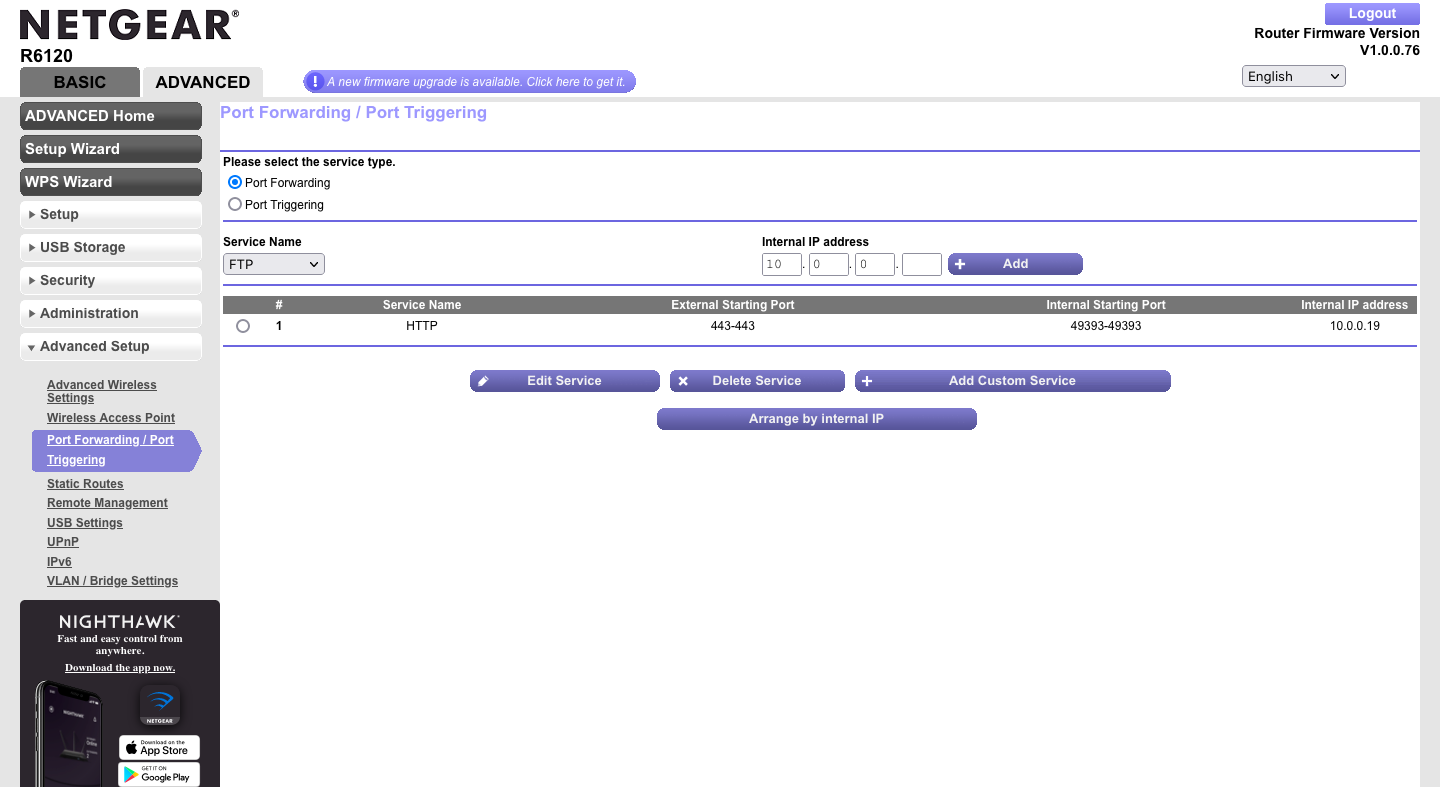 NETGEAR®
Logout
Router Firmware Version
V1.0.0.76
R6120
BASIC
ADVANCED
! A new firmware upgrade is available. Click here to get it.
English
ADVANCED Home
Setup Wizard
WPS Wizard
Setup
USB Storage
Security
Administration
Advanced Setup
Advanced Wireless
Settings
Wireless Access Point
Port Forwarding / Port
Triggering
Static Routes
Remote Management
USB Settings
UPnP
IPv6
VLAN / Bridge Settings
NIGHTHAWK
Fast and easy control from
anywhere.
Download the app now.
NETGEAR
Download on the
App Store
GET IT ON
Google Play
Port Forwarding / Port Triggering
Please select the service type.
Port Forwarding
Port Triggering
Service Name
Internal IP address
FTP
10 . 0 . 0 .
+ Add
# Service Name External Starting Port Internal Starting Port Internal IP address
1 HTTP 443-443 49393-49393 10.0.0.19
Edit Service
Delete Service
+ Add Custom Service
Arrange by internal IP